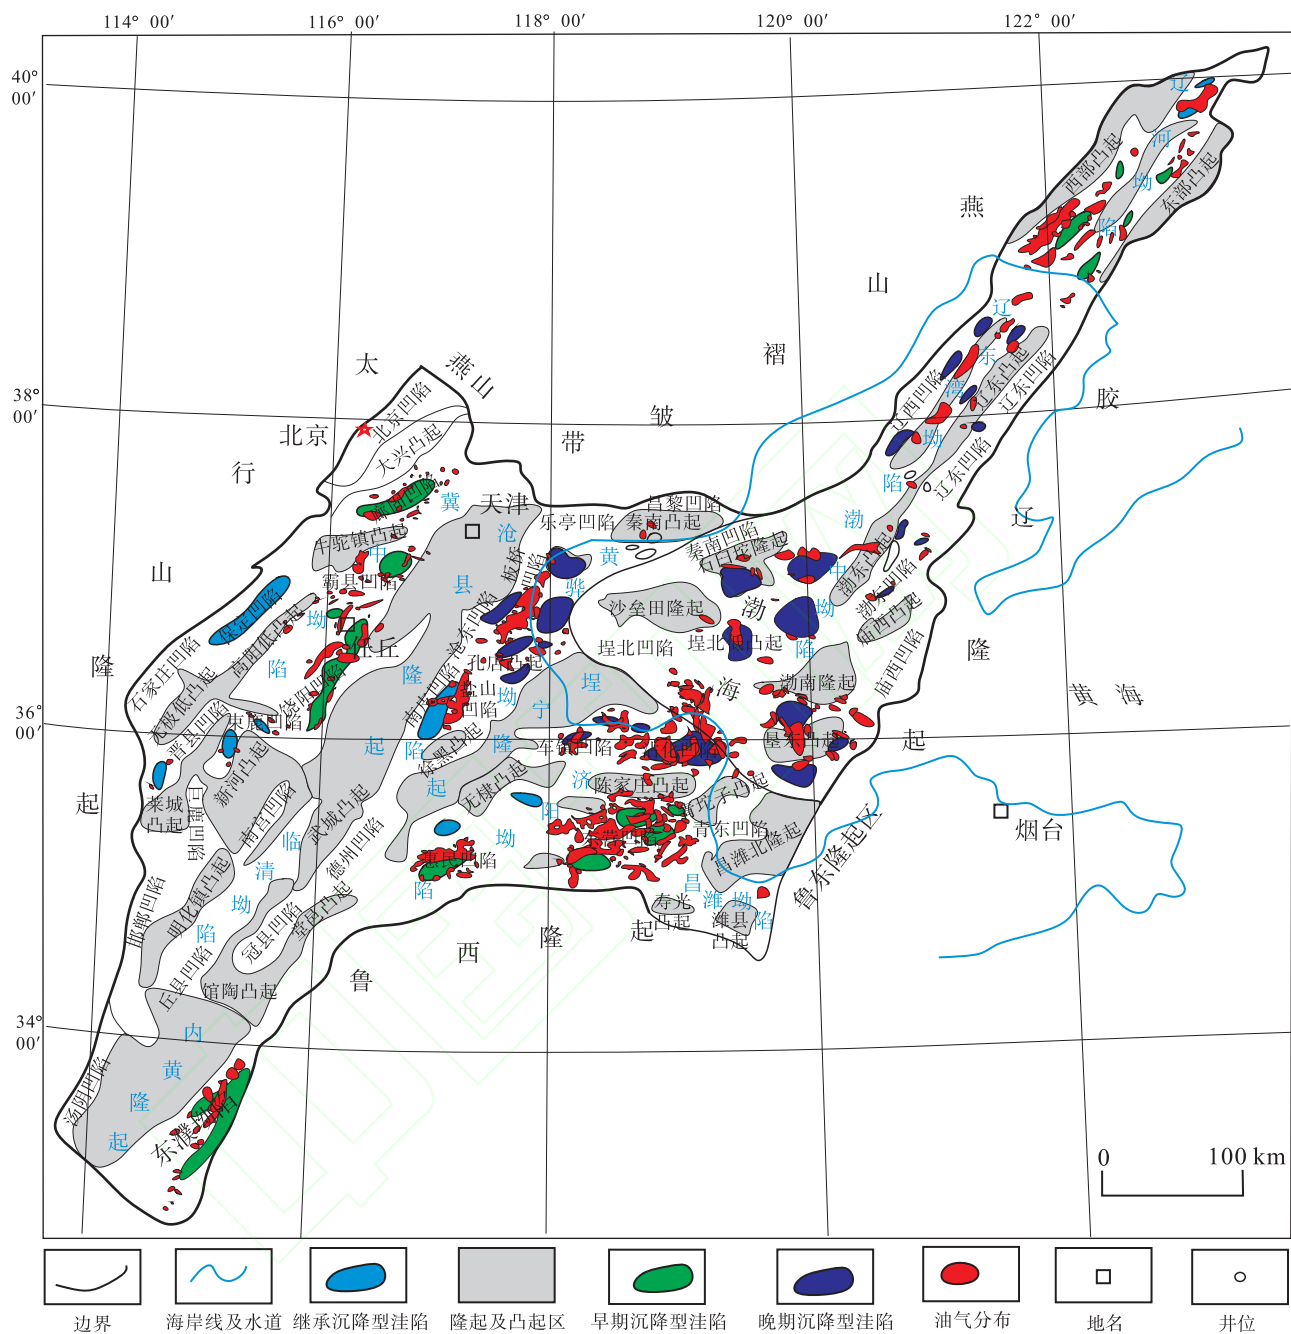 114° 00′
116° 00′
118° 00′
120° 00′
122° 00′
40°
00′
38°
00′
36°
00′
34°
00′
燕
山
褶
皱
带
太
行
山
隆
起
燕山
北京
天津
任丘
胶
辽
隆
起
黄 海
烟台
鲁东隆起区
鲁
西
隆
起
辽
河
坳
陷
西部凸起
东部凸起
辽
东
湾
坳
陷
辽西凹陷
辽东凸起
辽东凹陷
辽东凹陷
渤
中
坳
陷
渤
海
渤东凸起
渤东凹陷
庙西凸起
庙西凹陷
渤南隆起
垦东凸起
昌黎凹陷
乐亭凹陷
秦南凸起
秦南凹陷
石臼坨隆起
沙垒田隆起
埕北凹陷
埕北低凸起
黄
骅
坳
陷
板桥
凹陷
沧东凹陷
孔店凸起
盐山
凹陷
南皮凹陷
徐黑凸起
沧
县
隆
起
埕
宁
隆
起
无棣凸起
车镇凹陷
沾化凹陷
陈家庄凸起
济
阳
坳
陷
惠民凹陷
东营凹陷
青坨子凸起
青东凹陷
昌潍北隆起
昌
潍
坳
陷
寿光
凸起
潍县
凸起
冀
中
坳
陷
北京凹陷
大兴凸起
廊固凹陷
牛驼镇凸起
霸县凹陷
保定凹陷
高阳低凸起
饶阳凹陷
石家庄凹陷
无极低凸起
晋县凹陷
束鹿凹陷
新河凸起
南宫凹陷
巨鹿凹陷
武城凸起
德州凹陷
临
清
坳
陷
邯郸凹陷
明化镇凸起
冠县凹陷
堂邑凸起
丘县凹陷
馆陶凸起
内
黄
隆
起
汤阴凹陷
东濮坳陷
0
100 km
边界
海岸线及水道
继承沉降型洼陷
隆起及凸起区
早期沉降型洼陷
晚期沉降型洼陷
油气分布
地名
井位